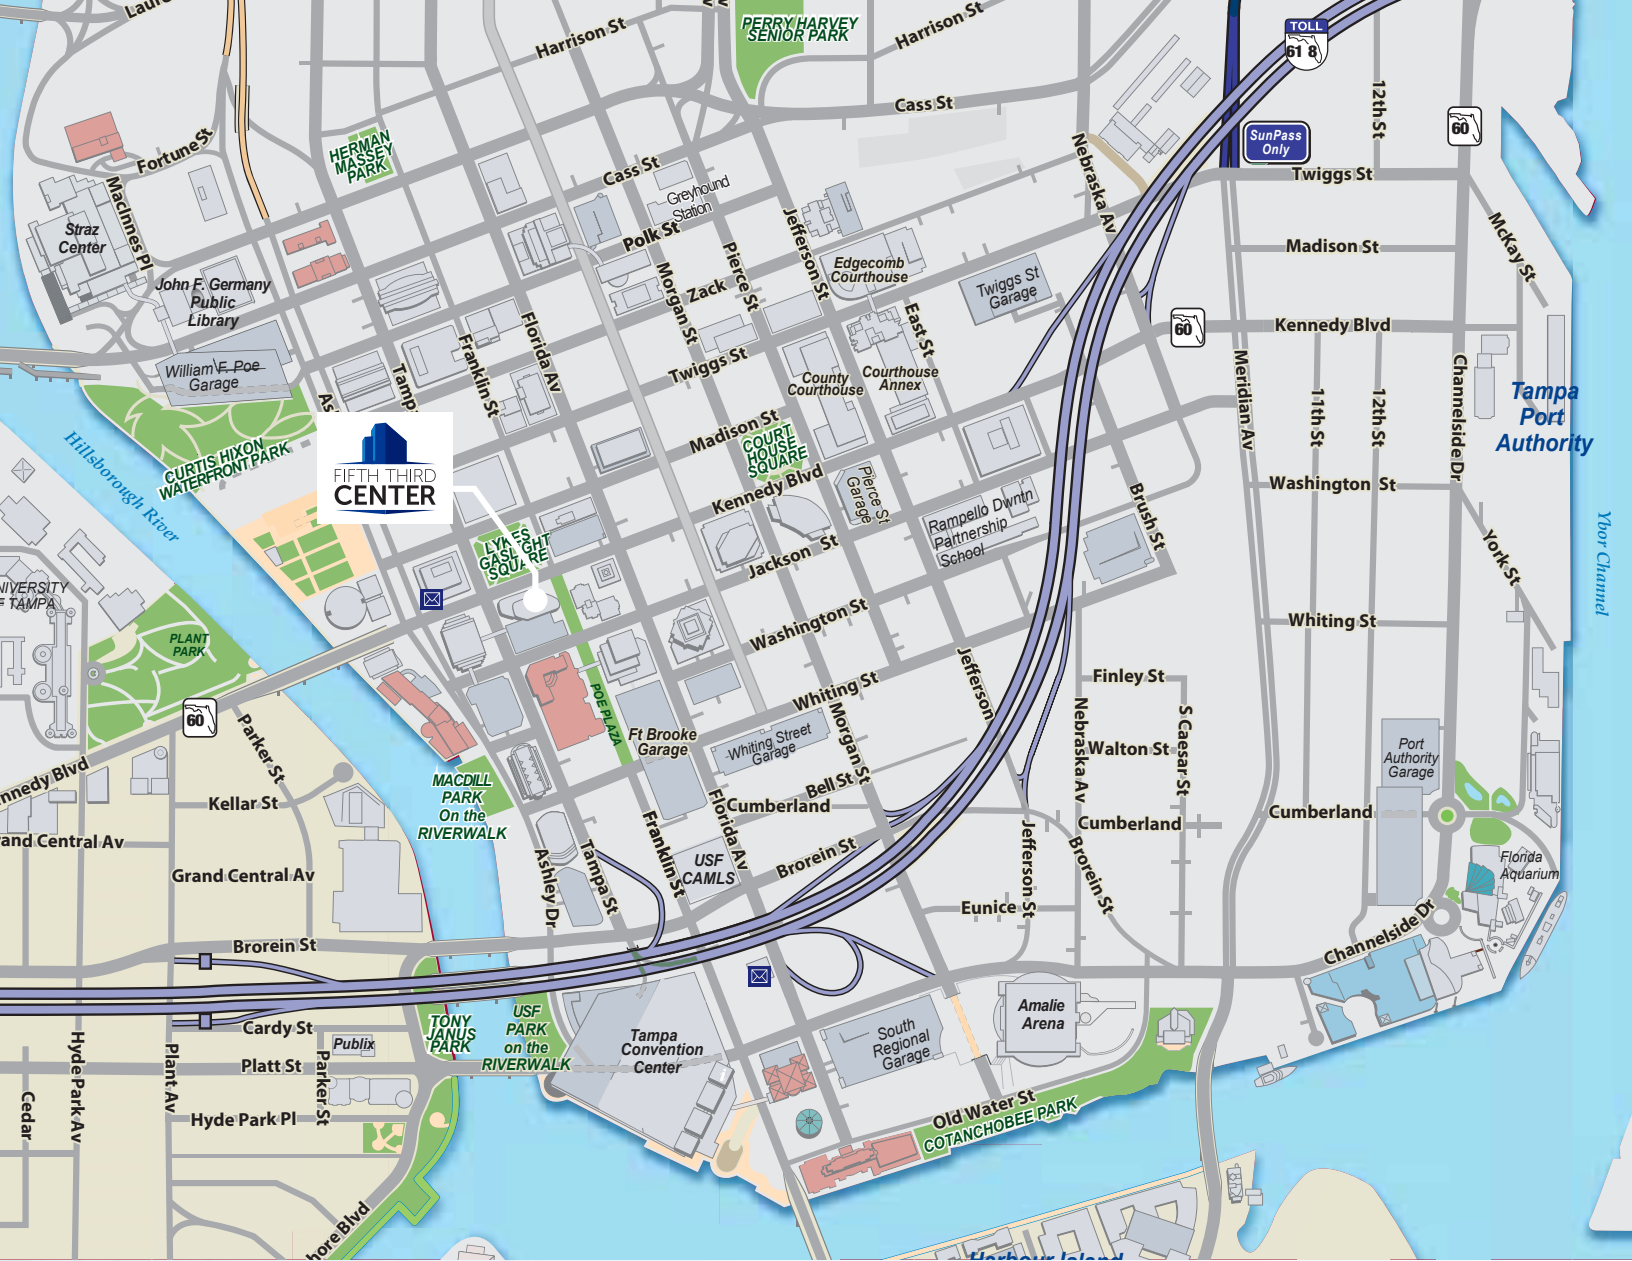 PERRY HARVEY
SENIOR PARK
Harrison St
Harrison St
TOLL
618
Cass St
12th St
60
SunPass
Only
Fortune St
HERMAN
MASSEY
PARK
Cass St
Nebraska Av
Twiggs St
Greyhound
Station
MacInnes Pl
Straz
Center
Polk St
Jefferson St
McKay St
Madison St
Pierce St
Edgecomb
Courthouse
Morgan St
Zack
Twiggs St
Garage
John F. Germany
Public
Library
Florida Av
Franklin St
East St
60
Kennedy Blvd
William F. Poe
Garage
Twiggs St
County
Courthouse
Courthouse
Annex
Meridian Av
11th St
12th St
Channelside Dr
Tampa
Port
Authority
Hillsborough River
CURTIS HIXON
WATERFRONT PARK
FIFTH THIRD
CENTER
Madison St
COURT
HOUSE
SQUARE
Kennedy Blvd
Pierce St
Garage
Rampello Dwntn
Partnership
School
Brush St
Washington St
York St
Ybor Channel
LYKES
GASLIGHT
SQUARE
Jackson St
Washington St
Whiting St
PLANT
PARK
POE PLAZA
Whiting St
Jefferson
Finley St
60
Parker St
Ft Brooke
Garage
Whiting Street
Garage
Morgan St
Nebraska Av
S Caesar St
Walton St
Port
Authority
Garage
Bell St
Cumberland
MACDILL
PARK
On the
RIVERWALK
Kellar St
Cumberland
Cumberland
Florida Av
Franklin St
Brorein St
Jefferson St
Brorein St
Grand Central Av
Ashley Dr
Tampa St
USF
CAMLS
Florida
Aquarium
Eunice
Channelside Dr
Brorein St
TONY
JANUS
PARK
USF
PARK
on the
RIVERWALK
Tampa
Convention
Center
South
Regional
Garage
Amalie
Arena
Cardy St
Publix
Platt St
Hyde Park Av
Plant Av
Parker St
Cedar
Hyde Park Pl
Old Water St
COTANCHOBEE PARK
Harbour Island